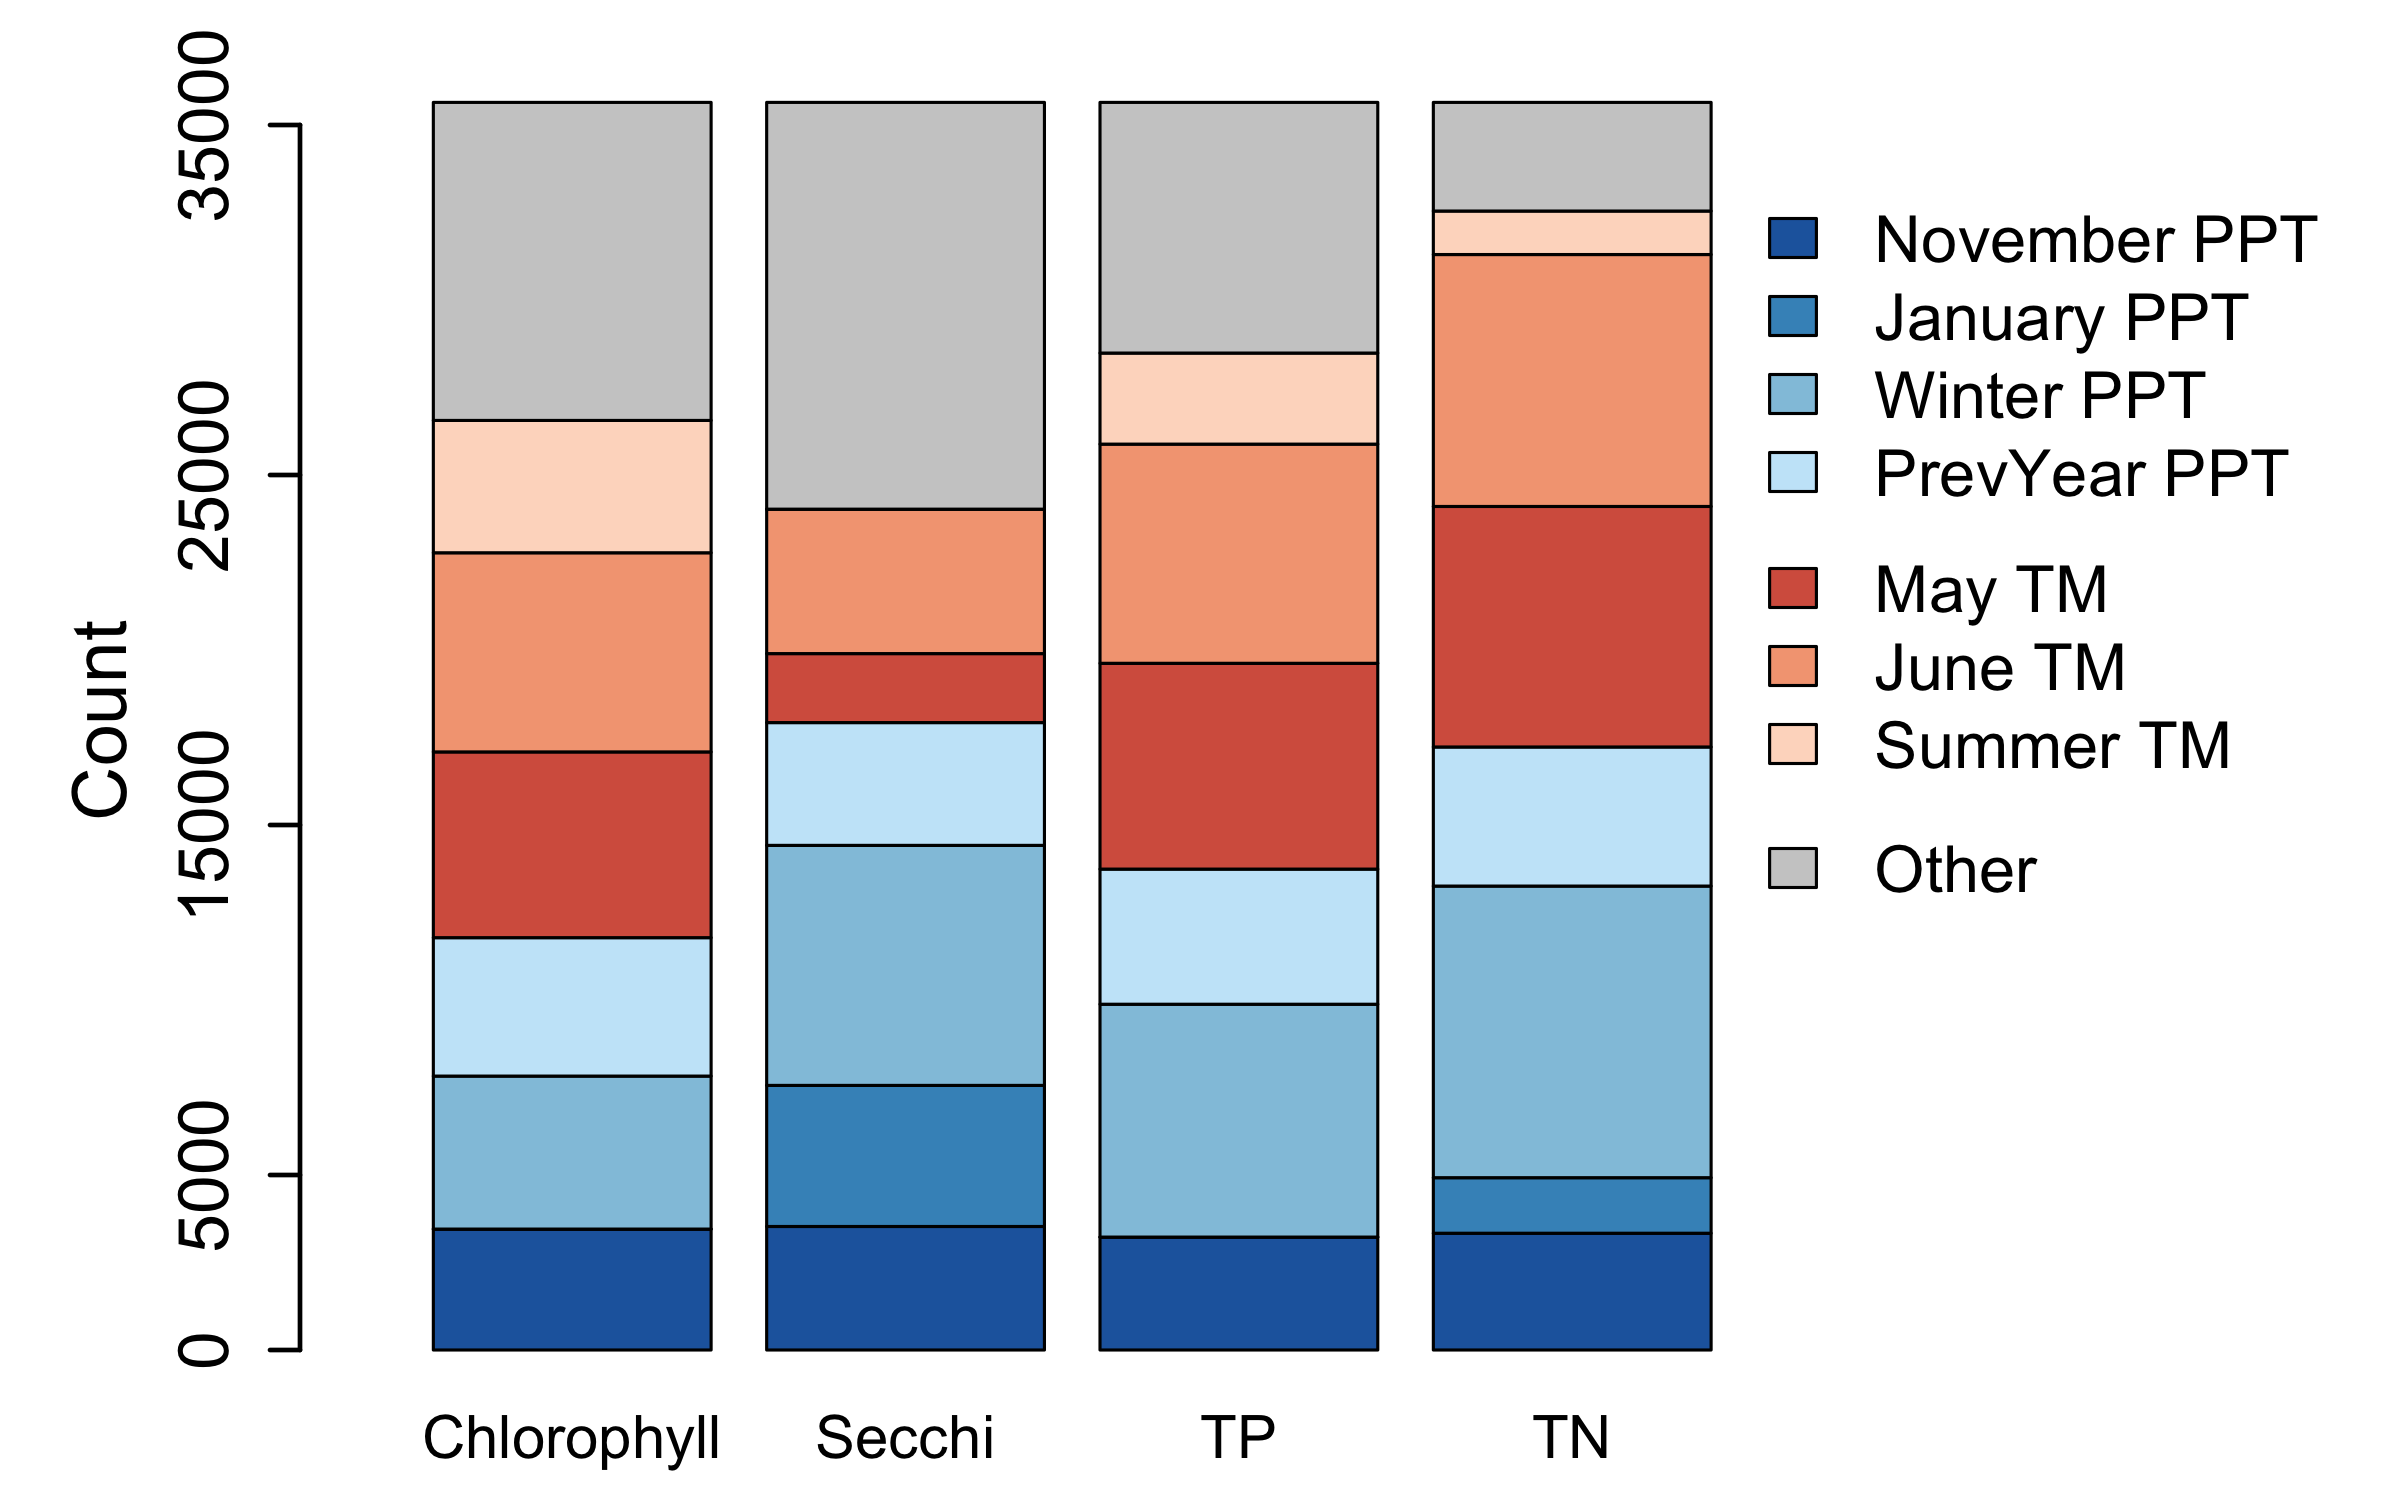 Count
35000
25000
15000
5000
0
Chlorophyll
Secchi
TP
TN
November PPT
January PPT
Winter PPT
PrevYear PPT
May TM
June TM
Summer TM
Other